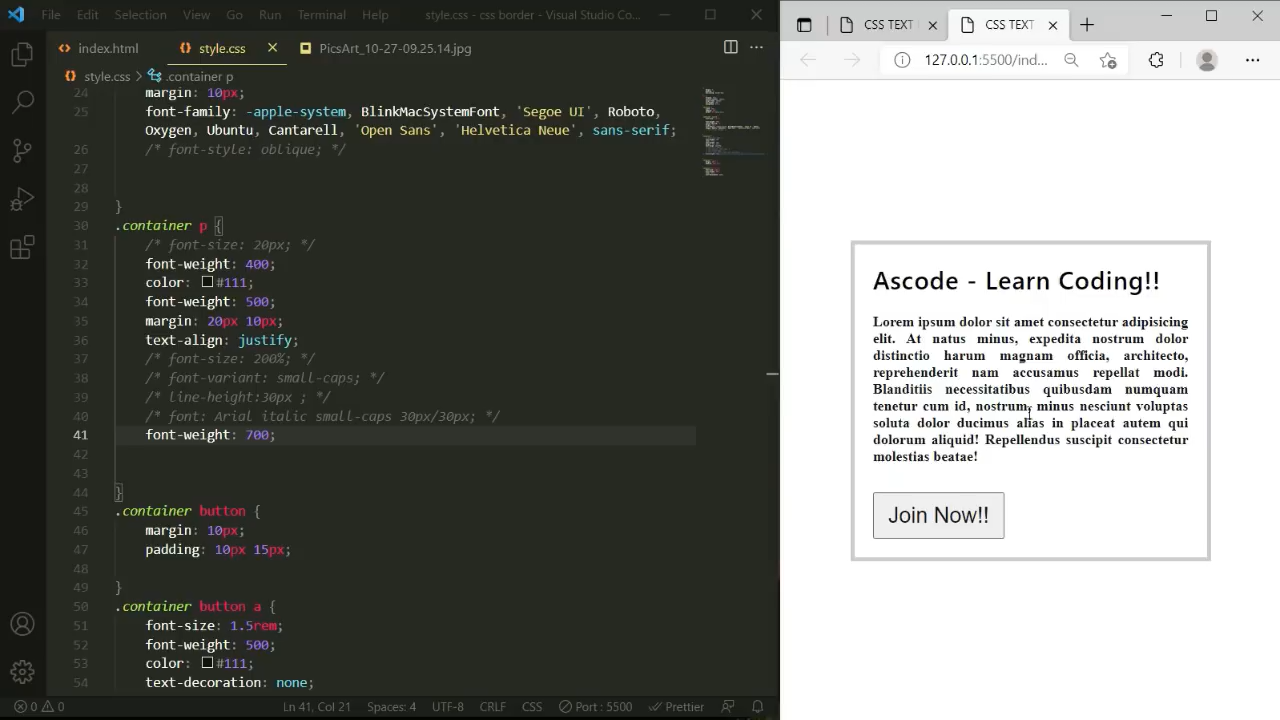 File Edit Selection View Go Run Terminal Help style.css - css border - Visual Studio Co...
index.html style.css PicsArt_10-27-09.25.14.jpg
style.css > .container p
24 margin: 10px;
25 font-family: -apple-system, BlinkMacSystemFont, 'Segoe UI', Roboto,
Oxygen, Ubuntu, Cantarell, 'Open Sans', 'Helvetica Neue', sans-serif;
26 /* font-style: oblique; */
27
28
29 }
30 .container p {
31 /* font-size: 20px; */
32 font-weight: 400;
33 color: #111;
34 font-weight: 500;
35 margin: 20px 10px;
36 text-align: justify;
37 /* font-size: 200%; */
38 /* font-variant: small-caps; */
39 /* line-height:30px ; */
40 /* font: Arial italic small-caps 30px/30px; */
41 font-weight: 700;
42
43
44 }
45 .container button {
46 margin: 10px;
47 padding: 10px 15px;
48
49 }
50 .container button a {
51 font-size: 1.5rem;
52 font-weight: 500;
53 color: #111;
54 text-decoration: none;
0 0 Ln 41, Col 21 Spaces: 4 UTF-8 CRLF CSS Port : 5500 Prettier
CSS TEXT CSS TEXT
127.0.0.1:5500/ind...
Ascode - Learn Coding!!
Lorem ipsum dolor sit amet consectetur adipisicing
elit. At natus minus, expedita nostrum dolor
distinctio harum magnam officia, architecto,
reprehenderit nam accusamus repellat modi.
Blanditiis necessitatibus quibusdam numquam
tenetur cum id, nostrum, minus nesciunt voluptas
soluta dolor ducimus alias in placeat autem qui
dolorum aliquid! Repellendus suscipit consectetur
molestias beatae!
Join Now!!